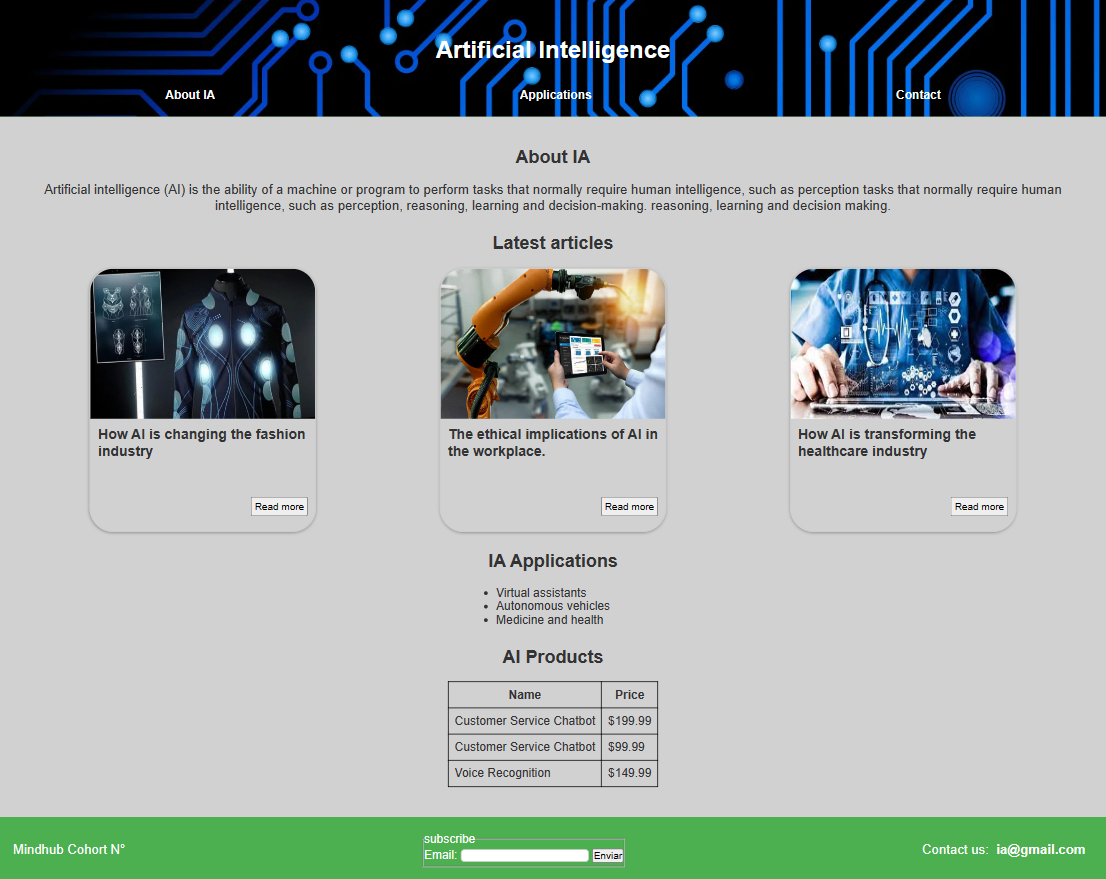 Artificial Intelligence
About IA
Applications
Contact
About IA
Artificial intelligence (AI) is the ability of a machine or program to perform tasks that normally require human intelligence, such as perception tasks that normally require human
intelligence, such as perception, reasoning, learning and decision-making. reasoning, learning and decision making.
Latest articles
How AI is changing the fashion
industry
Read more
The ethical implications of AI in
the workplace.
Read more
How AI is transforming the
healthcare industry
Read more
IA Applications
Virtual assistants
Autonomous vehicles
Medicine and health
AI Products
Name Price
Customer Service Chatbot $199.99
Customer Service Chatbot $99.99
Voice Recognition $149.99
Mindhub Cohort N°
subscribe
Email: Enviar
Contact us: ia@gmail.com